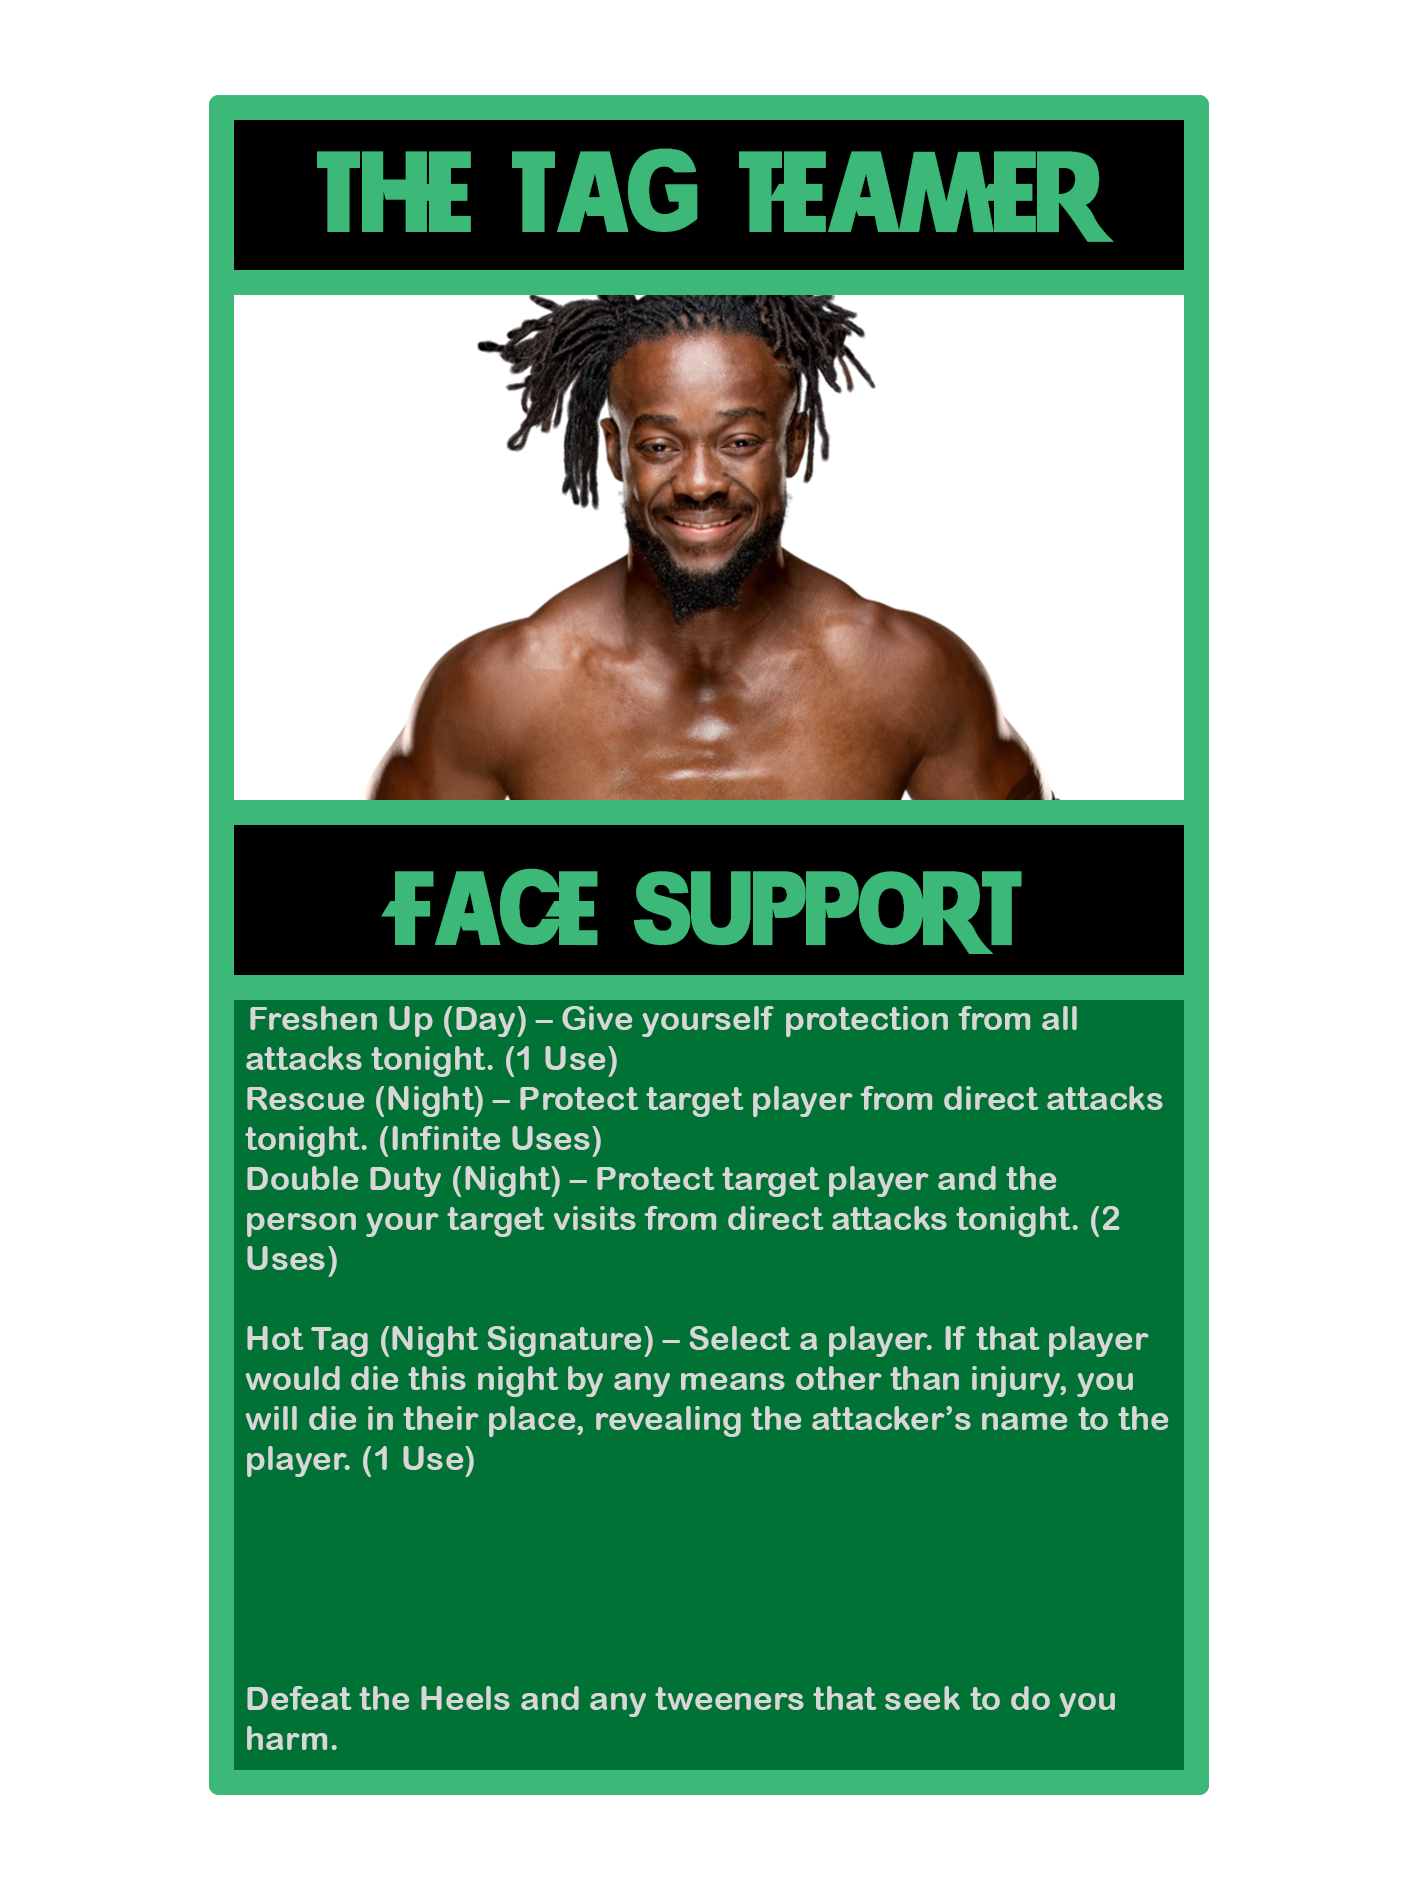 THE TAG TEAMER
FACE SUPPORT
Freshen Up (Day) – Give yourself protection from all
attacks tonight. (1 Use)
Rescue (Night) – Protect target player from direct attacks
tonight. (Infinite Uses)
Double Duty (Night) – Protect target player and the
person your target visits from direct attacks tonight. (2
Uses)
Hot Tag (Night Signature) – Select a player. If that player
would die this night by any means other than injury, you
will die in their place, revealing the attacker’s name to the
player. (1 Use)
Defeat the Heels and any tweeners that seek to do you
harm.